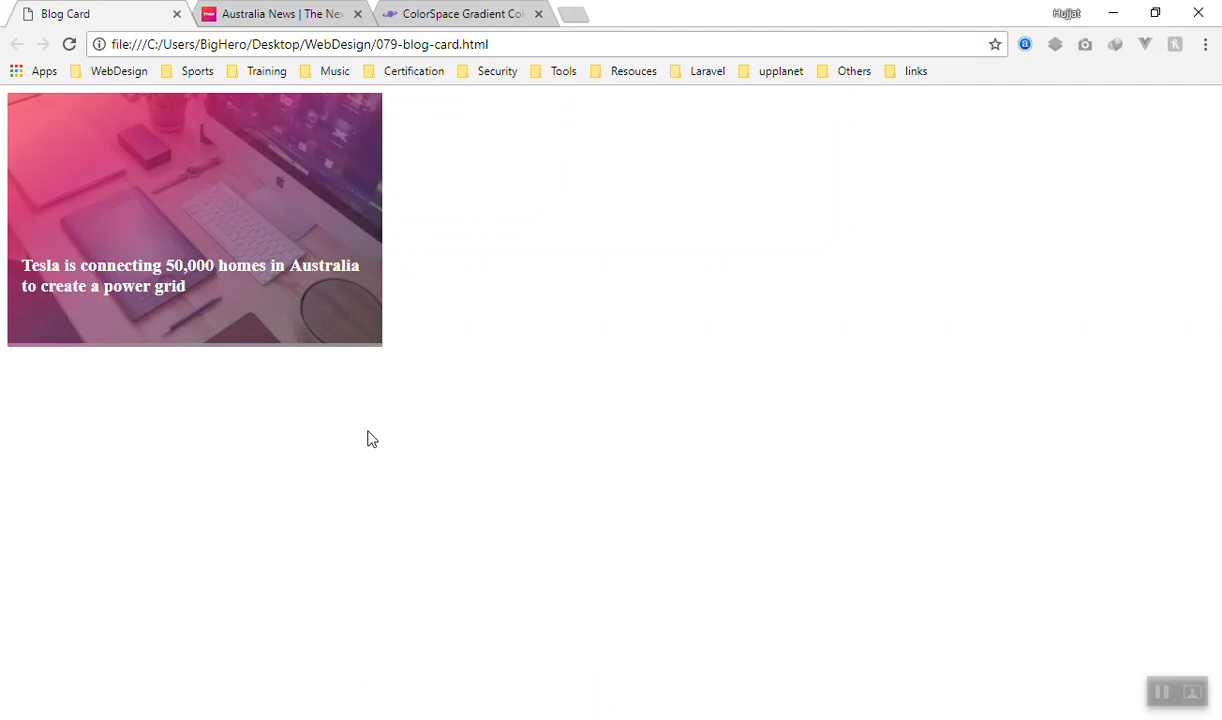 Blog Card
Australia News | The Nex
ColorSpace Gradient Col
Hujjat
file:///C:/Users/BigHero/Desktop/WebDesign/079-blog-card.html
Apps
WebDesign
Sports
Training
Music
Certification
Security
Tools
Resouces
Laravel
upplanet
Others
links
Tesla is connecting 50,000 homes in Australia
to create a power grid